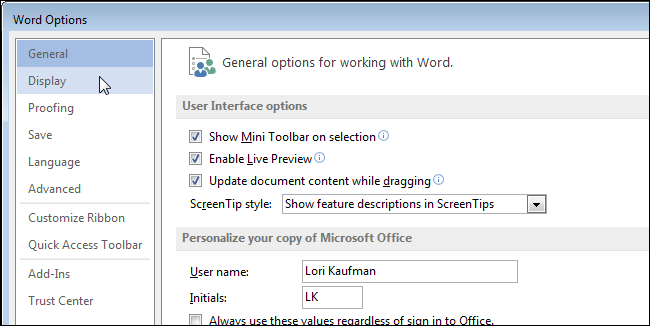 Word Options
General
Display
Proofing
Save
Language
Advanced
Customize Ribbon
Quick Access Toolbar
Add-Ins
Trust Center
General options for working with Word.
User Interface options
Show Mini Toolbar on selection
Enable Live Preview
Update document content while dragging
ScreenTip style: Show feature descriptions in ScreenTips
Personalize your copy of Microsoft Office
User name: Lori Kaufman
Initials: LK
Always use these values regardless of sign in to Office.